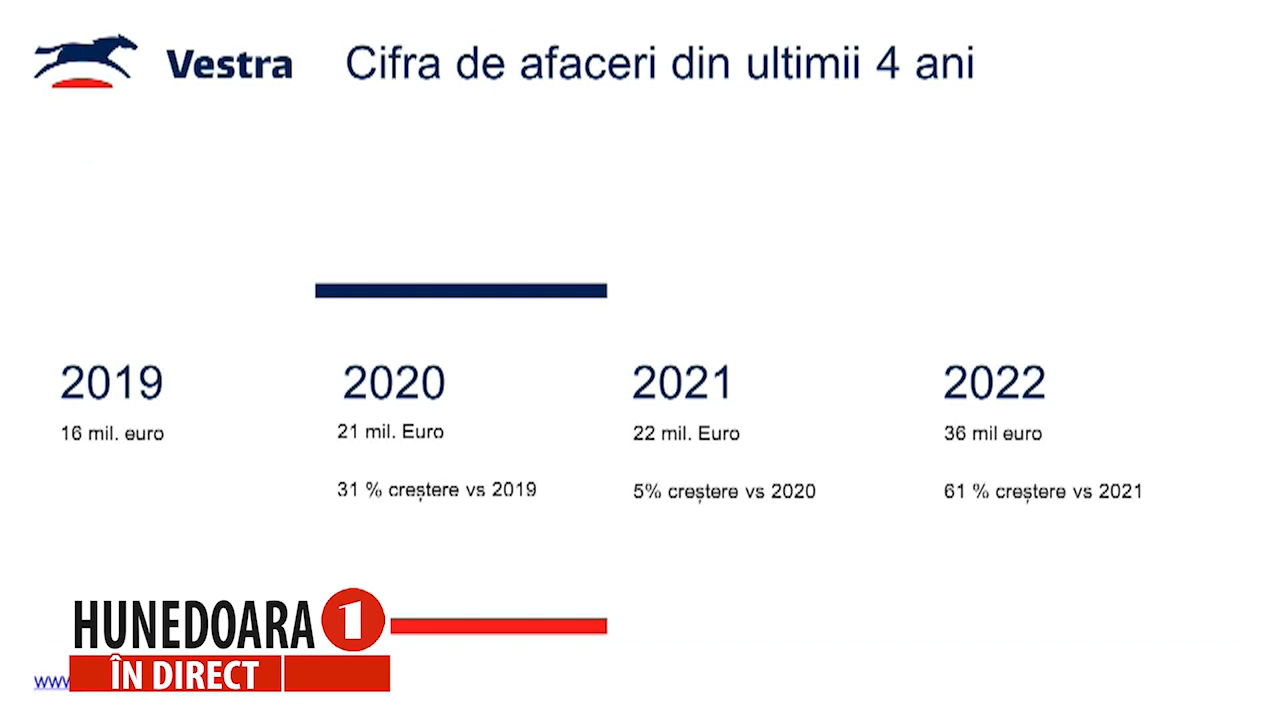 Vestra
Cifra de afaceri din ultimii 4 ani
2019
16 mil. euro
2020
21 mil. Euro
31 % creștere vs 2019
2021
22 mil. Euro
5% creștere vs 2020
2022
36 mil euro
61 % creștere vs 2021
HUNEDOARA 1
ÎN DIRECT
www